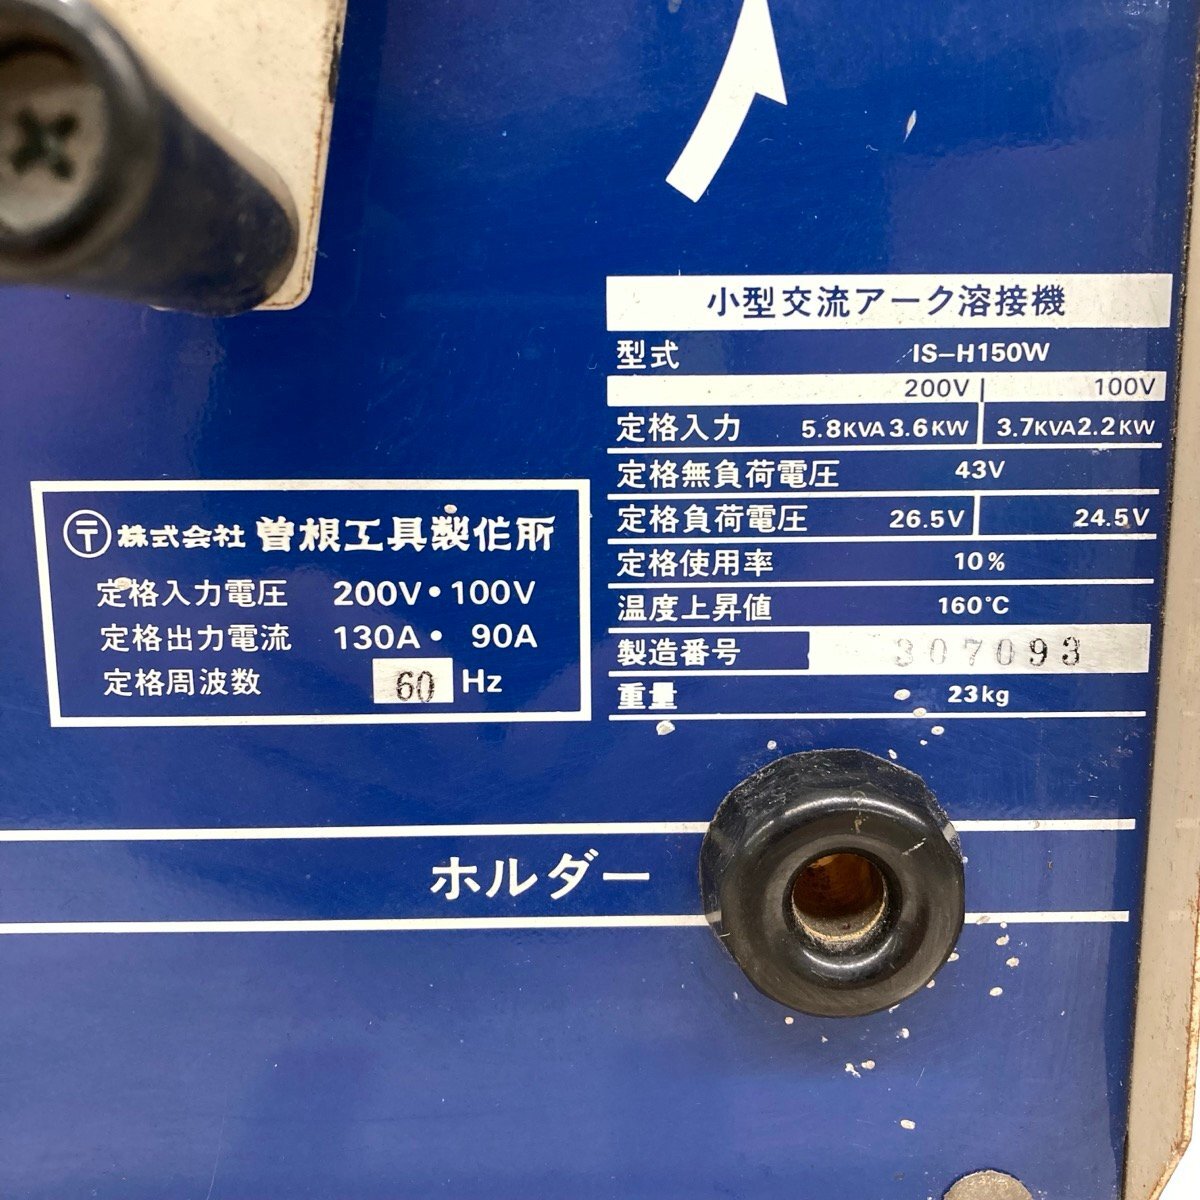 小型交流アーク溶接機
型式 IS-H150W
200V 100V
定格入力 5.8KVA3.6KW 3.7KVA2.2KW
定格無負荷電圧 43V
定格負荷電圧 26.5V 24.5V
定格使用率 10%
温度上昇値 160℃
製造番号 307093
重量 23kg
〒 株式会社 曽根工具製作所
定格入力電圧 200V・100V
定格出力電流 130A・ 90A
定格周波数 60 Hz
ホルダー